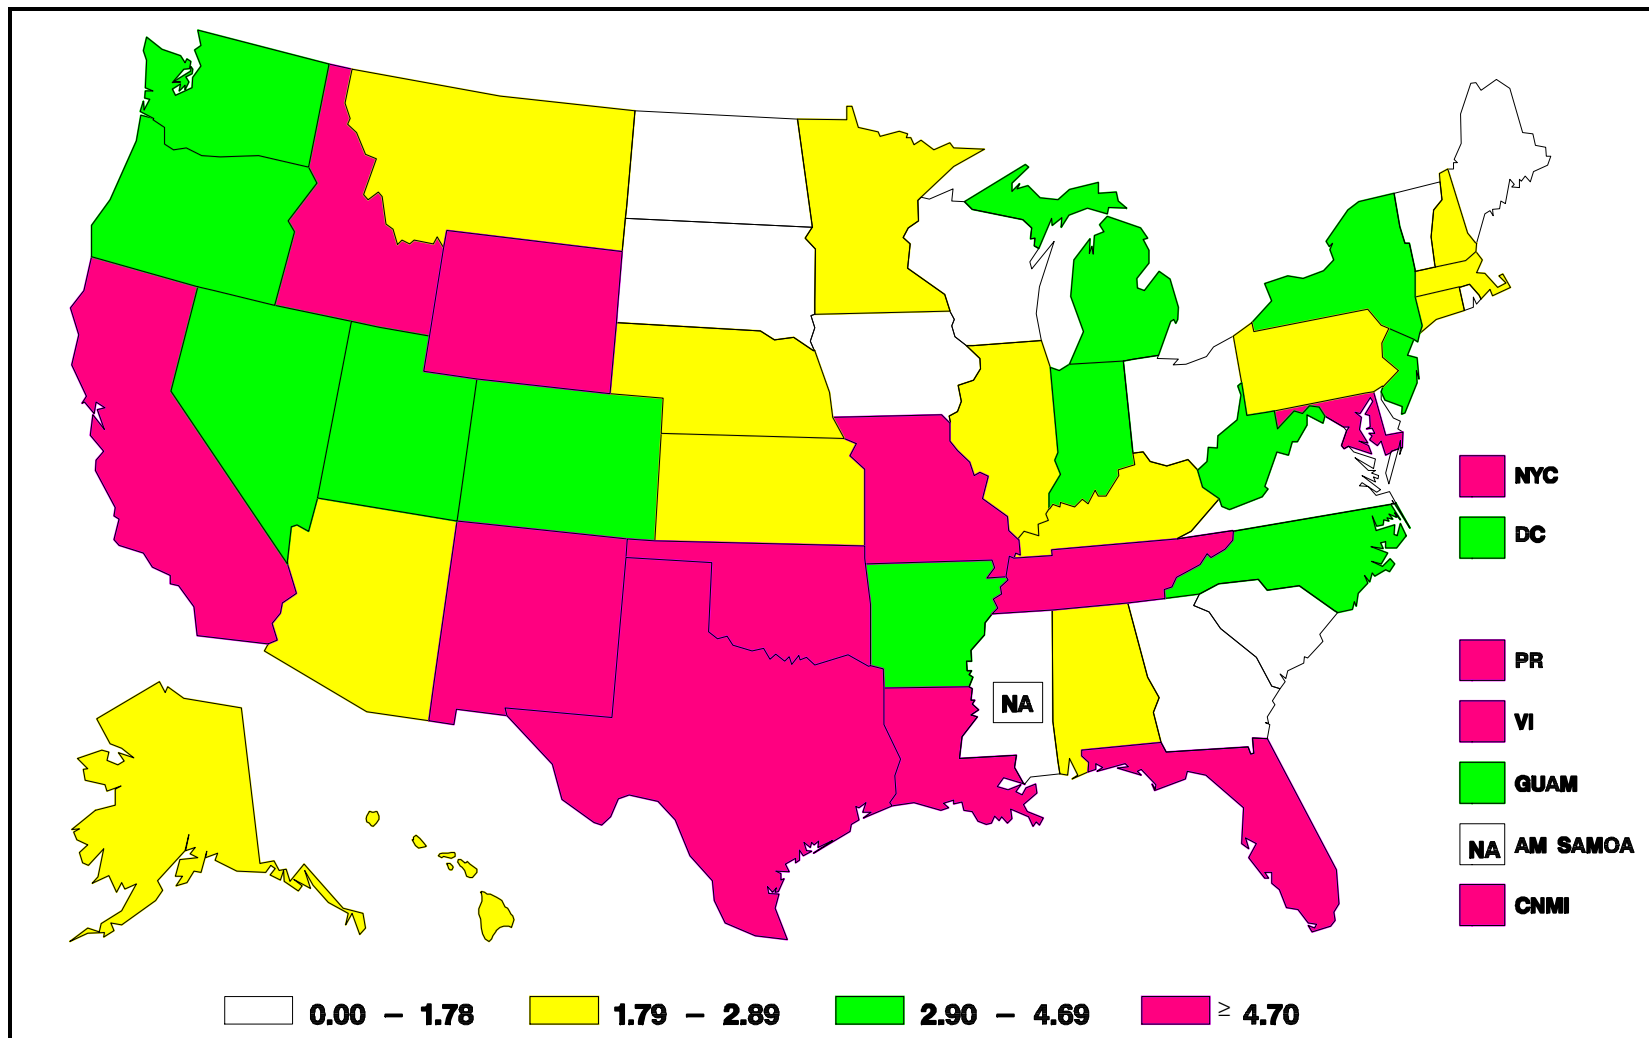 NYC
DC
PR
NA
VI
GUAM
NA AM SAMOA
CNMI
0.00 – 1.78 1.79 – 2.89 2.90 – 4.69 ≥ 4.70